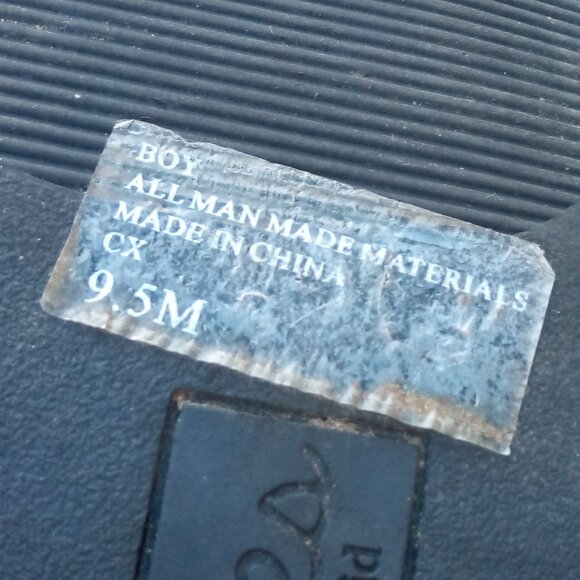 BOY
ALL MAN MADE MATERIALS
MADE IN CHINA
CX
9.5M